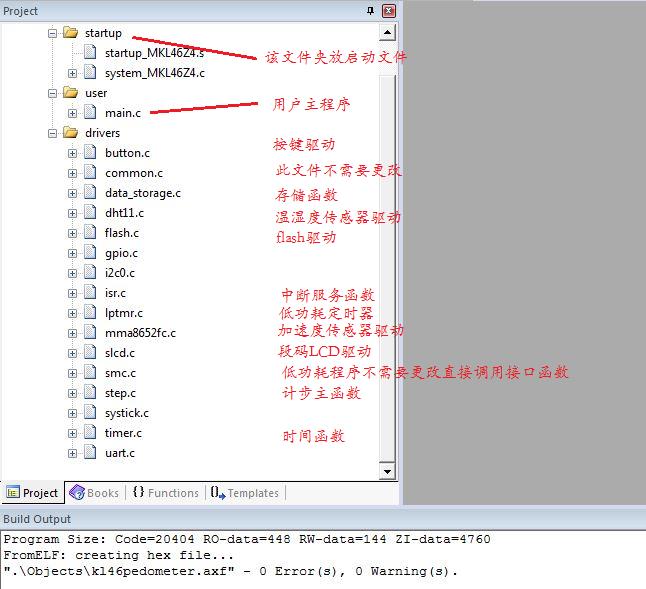 Project
startup
startup_MKL46Z4.s
该文件夹放启动文件
system_MKL46Z4.c
user
main.c
用户主程序
drivers
button.c
按键驱动
common.c
此文件不需要更改
data_storage.c
存储函数
dht11.c
温湿度传感器驱动
flash.c
flash驱动
gpio.c
i2c0.c
isr.c
中断服务函数
lptmr.c
低功耗定时器
mma8652fc.c
加速度传感器驱动
slcd.c
段码LCD驱动
smc.c
低功耗程序不需要更改直接调用接口函数
step.c
计步主函数
systick.c
timer.c
时间函数
uart.c
Project Books {} Functions 0 Templates
Build Output
Program Size: Code=20404 RO-data=448 RW-data=144 ZI-data=4760
FromELF: creating hex file...
".\Objects\kl46pedometer.axf" - 0 Error(s), 0 Warning(s).